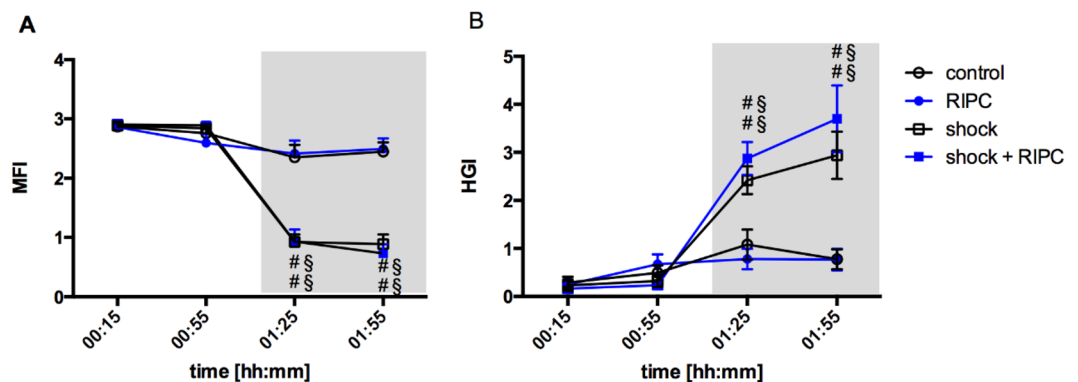 A
MFI
4
3
2
1
0
# §
# §
# §
# §
00:15
00:55
01:25
01:55
time [hh:mm]
B
HGI
5
4
3
2
1
0
# §
# §
# §
# §
00:15
00:55
01:25
01:55
time [hh:mm]
control
RIPC
shock
shock + RIPC